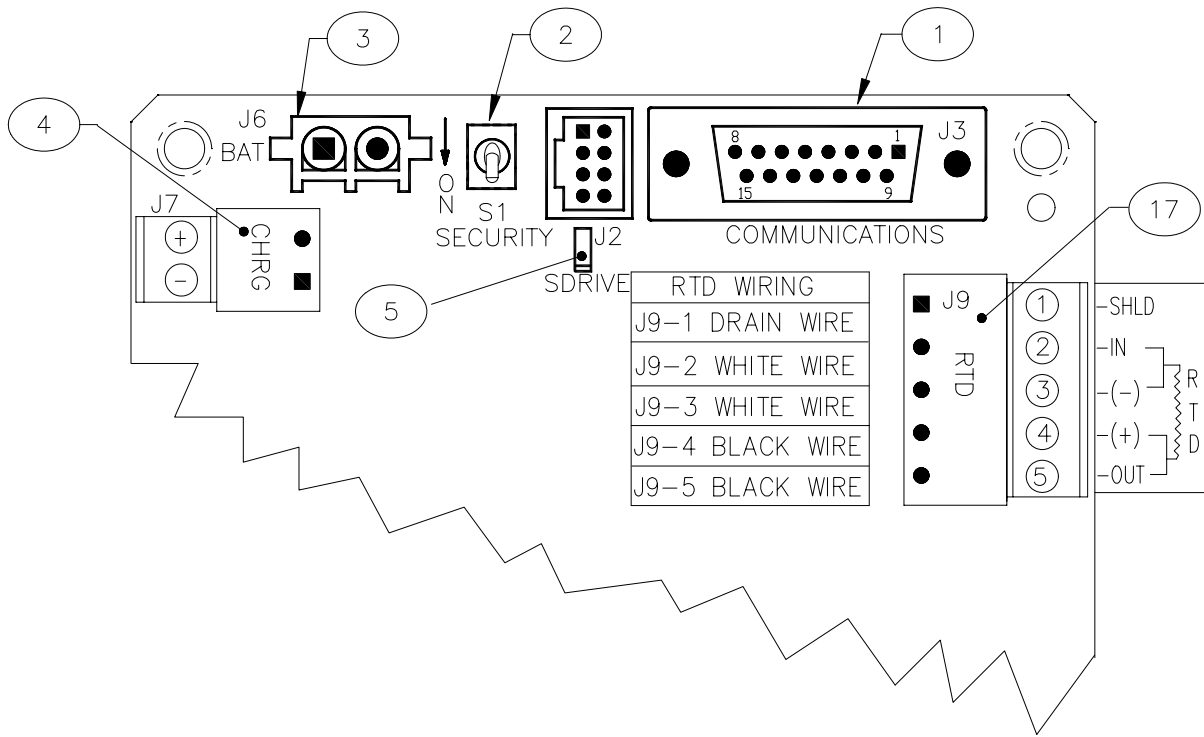 3
2
1
4
J6
BAT
ON
S1
SECURITY
J2
SDRIVE
8
1
15
9
J3
COMMUNICATIONS
J7
+
−
CHRG
5
17
RTD WIRING
J9-1 DRAIN WIRE
J9-2 WHITE WIRE
J9-3 WHITE WIRE
J9-4 BLACK WIRE
J9-5 BLACK WIRE
J9
RTD
1 -SHLD
2 -IN
3 -(-)
4 -(+)
5 -OUT
RTD